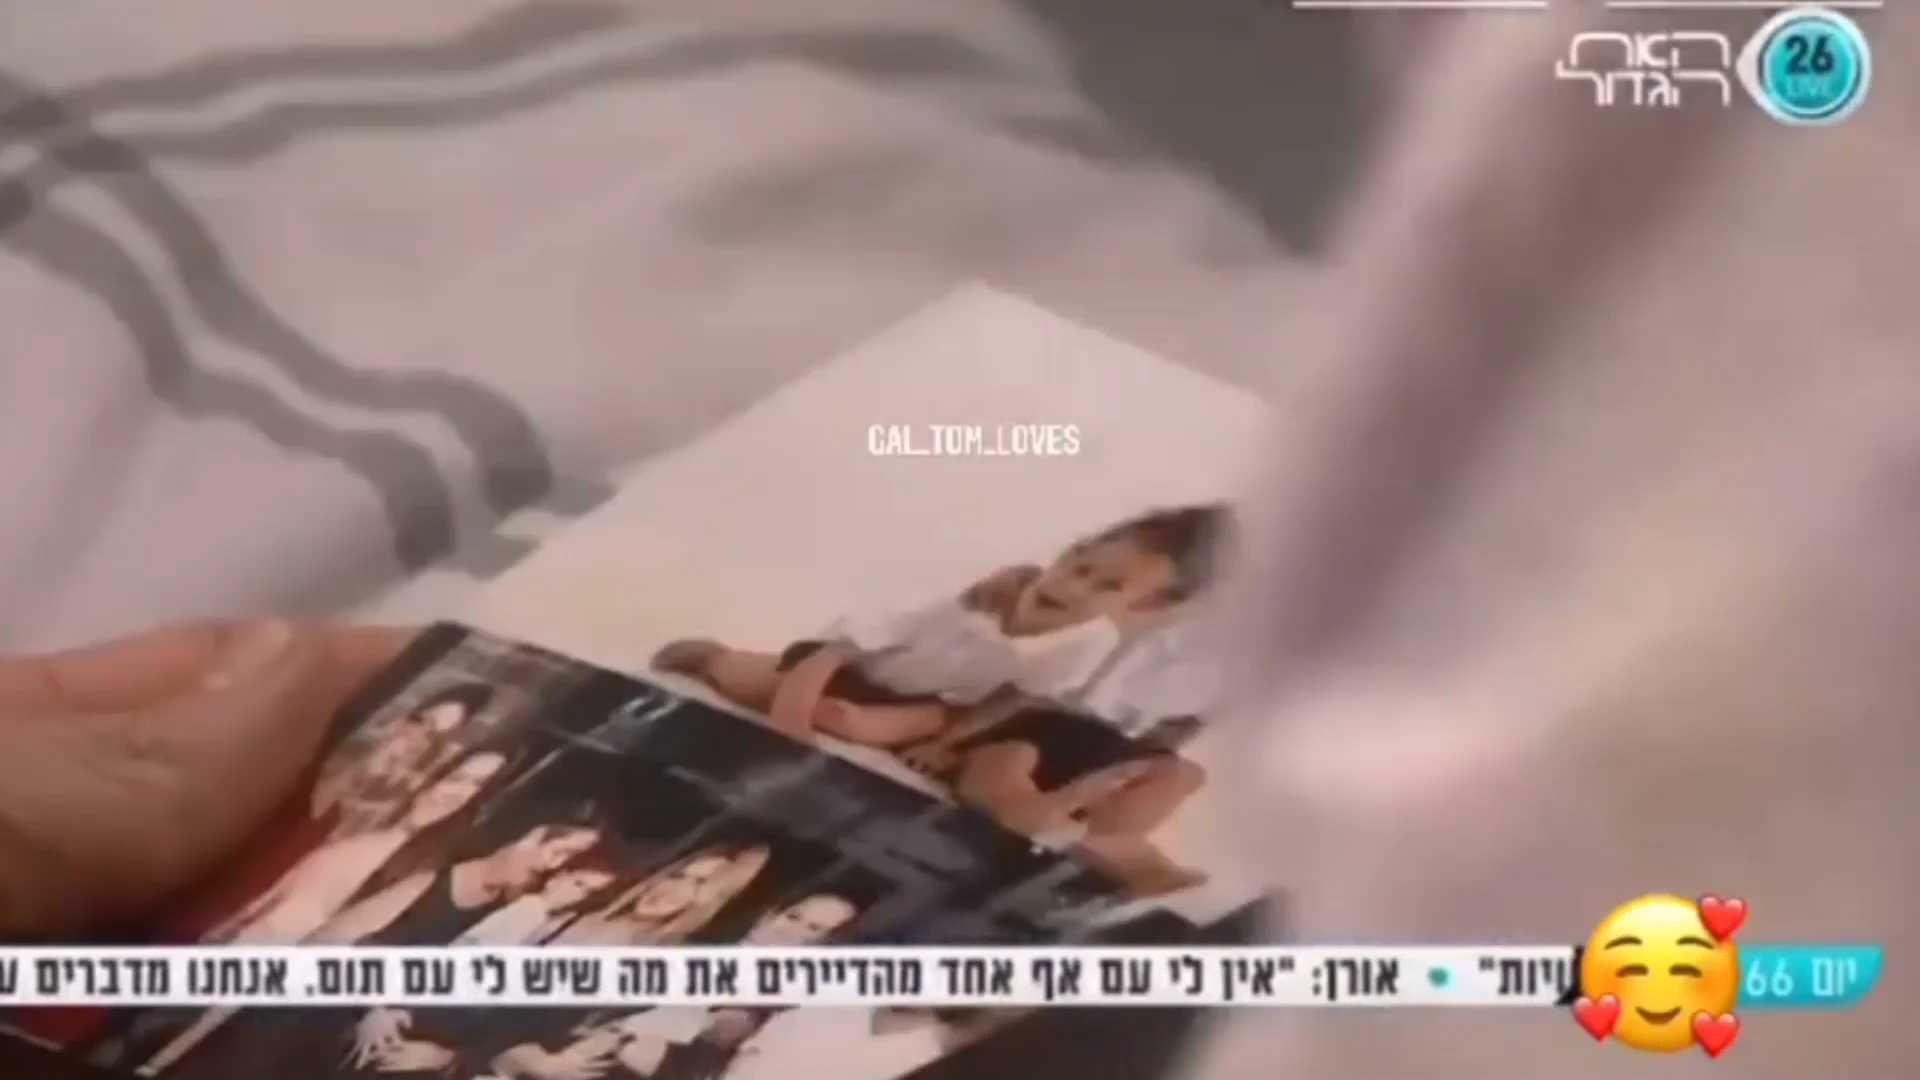 האח
הגדול
26
LIVE
GAL_TOM_LOVES
יום 66
ויות" • אורן: "אין לי עם אף אחד מהדיירים את מה שיש לי עם תום. אנחנו מדברים